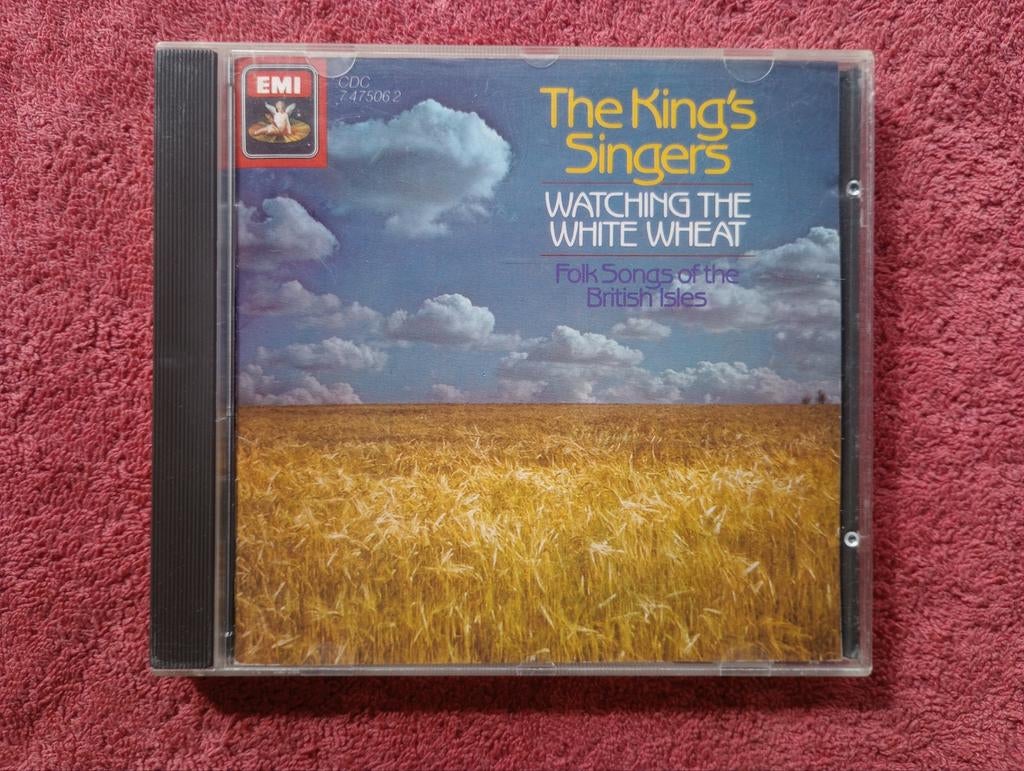 EMI
CDC
7 47506 2
The King's
Singers
WATCHING THE
WHITE WHEAT
Folk Songs of the
British Isles